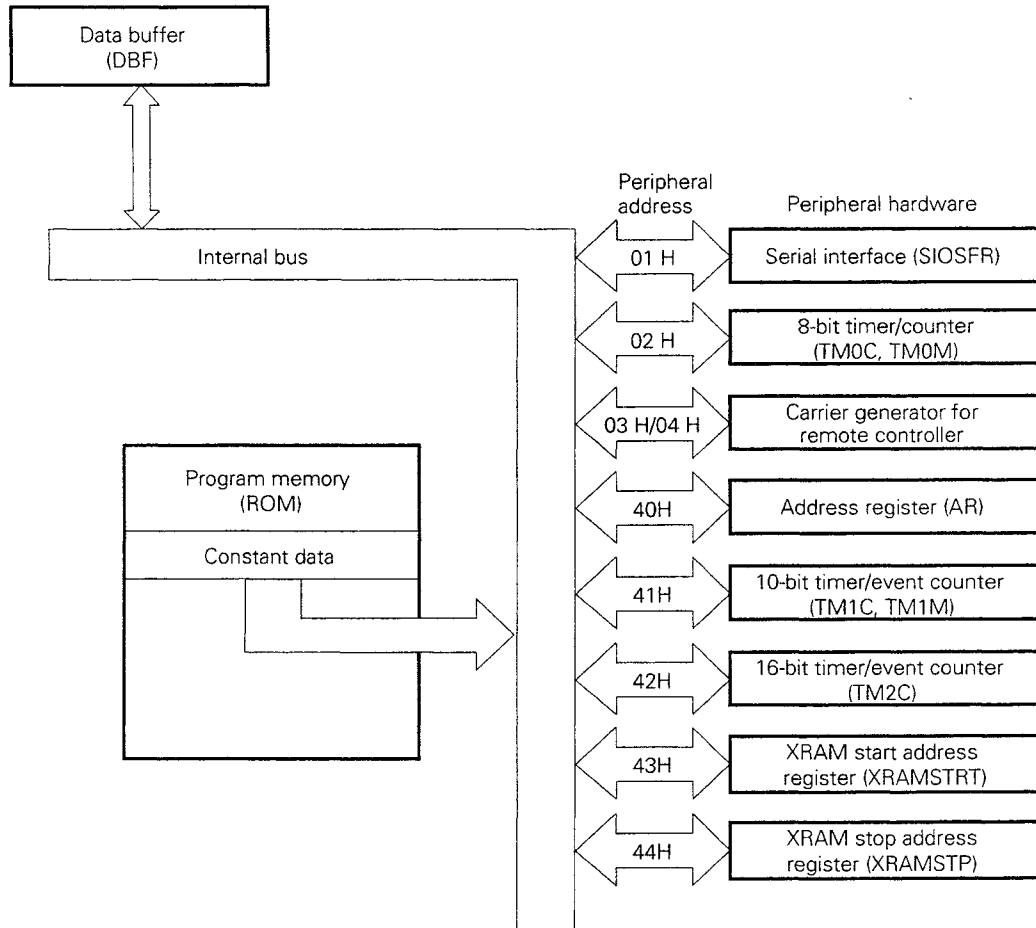 Data buffer
(DBF)
Peripheral
address
Peripheral hardware
Internal bus
01 H
Serial interface (SIOSFR)
02 H
8-bit timer/counter
(TM0C, TM0M)
03 H/04 H
Carrier generator for
remote controller
Program memory
(ROM)
40H
Address register (AR)
Constant data
41H
10-bit timer/event counter
(TM1C, TM1M)
42H
16-bit timer/event counter
(TM2C)
43H
XRAM start address
register (XRAMSTRT)
44H
XRAM stop address
register (XRAMSTP)